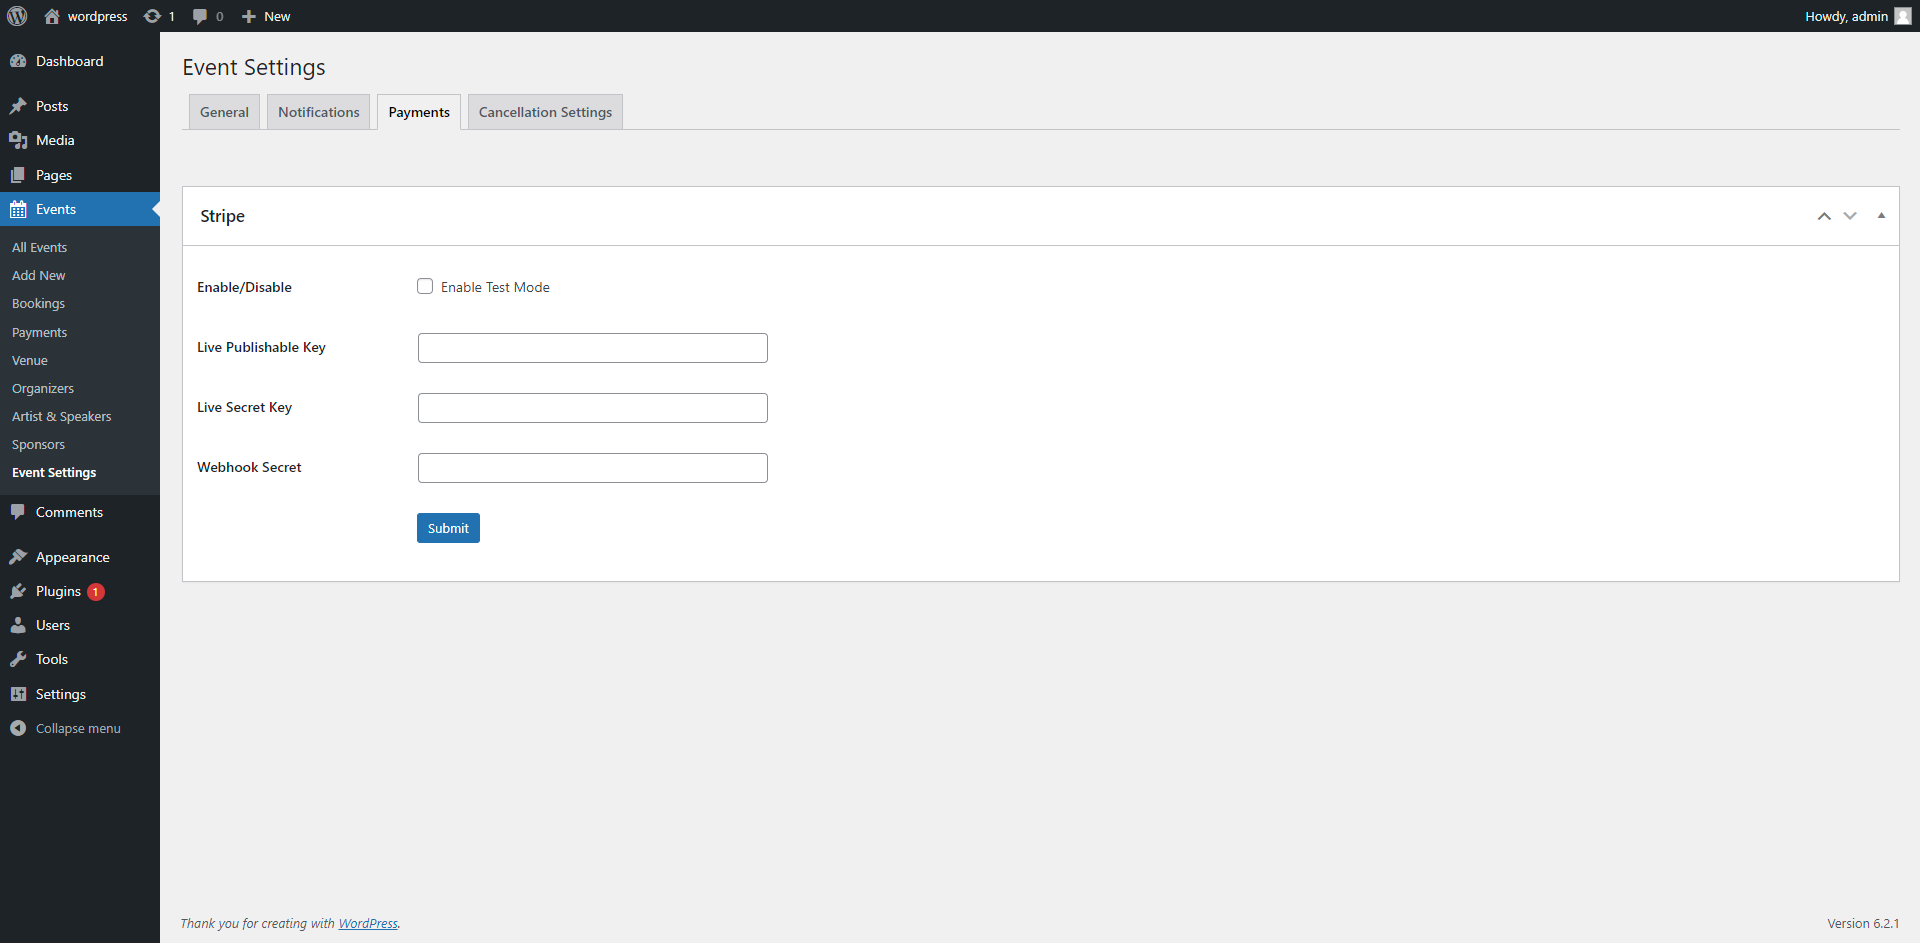 wordpress 1 0 New Howdy, admin
Dashboard
Posts
Media
Pages
Events
All Events
Add New
Bookings
Payments
Venue
Organizers
Artist & Speakers
Sponsors
Event Settings
Comments
Appearance
Plugins 1
Users
Tools
Settings
Collapse menu
Event Settings
General Notifications Payments Cancellation Settings
Stripe
Enable/Disable Enable Test Mode
Live Publishable Key
Live Secret Key
Webhook Secret
Submit
Thank you for creating with WordPress. Version 6.2.1